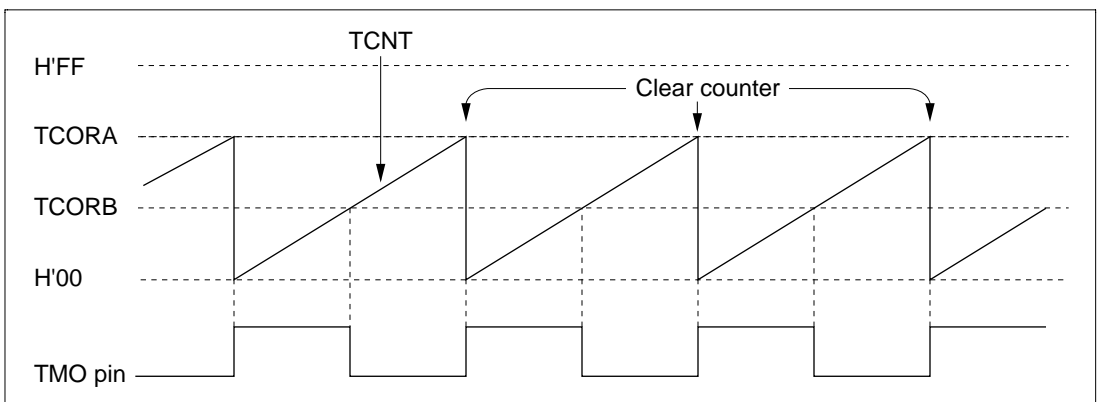 TCNT
H'FF
Clear counter
TCORA
TCORB
H'00
TMO pin